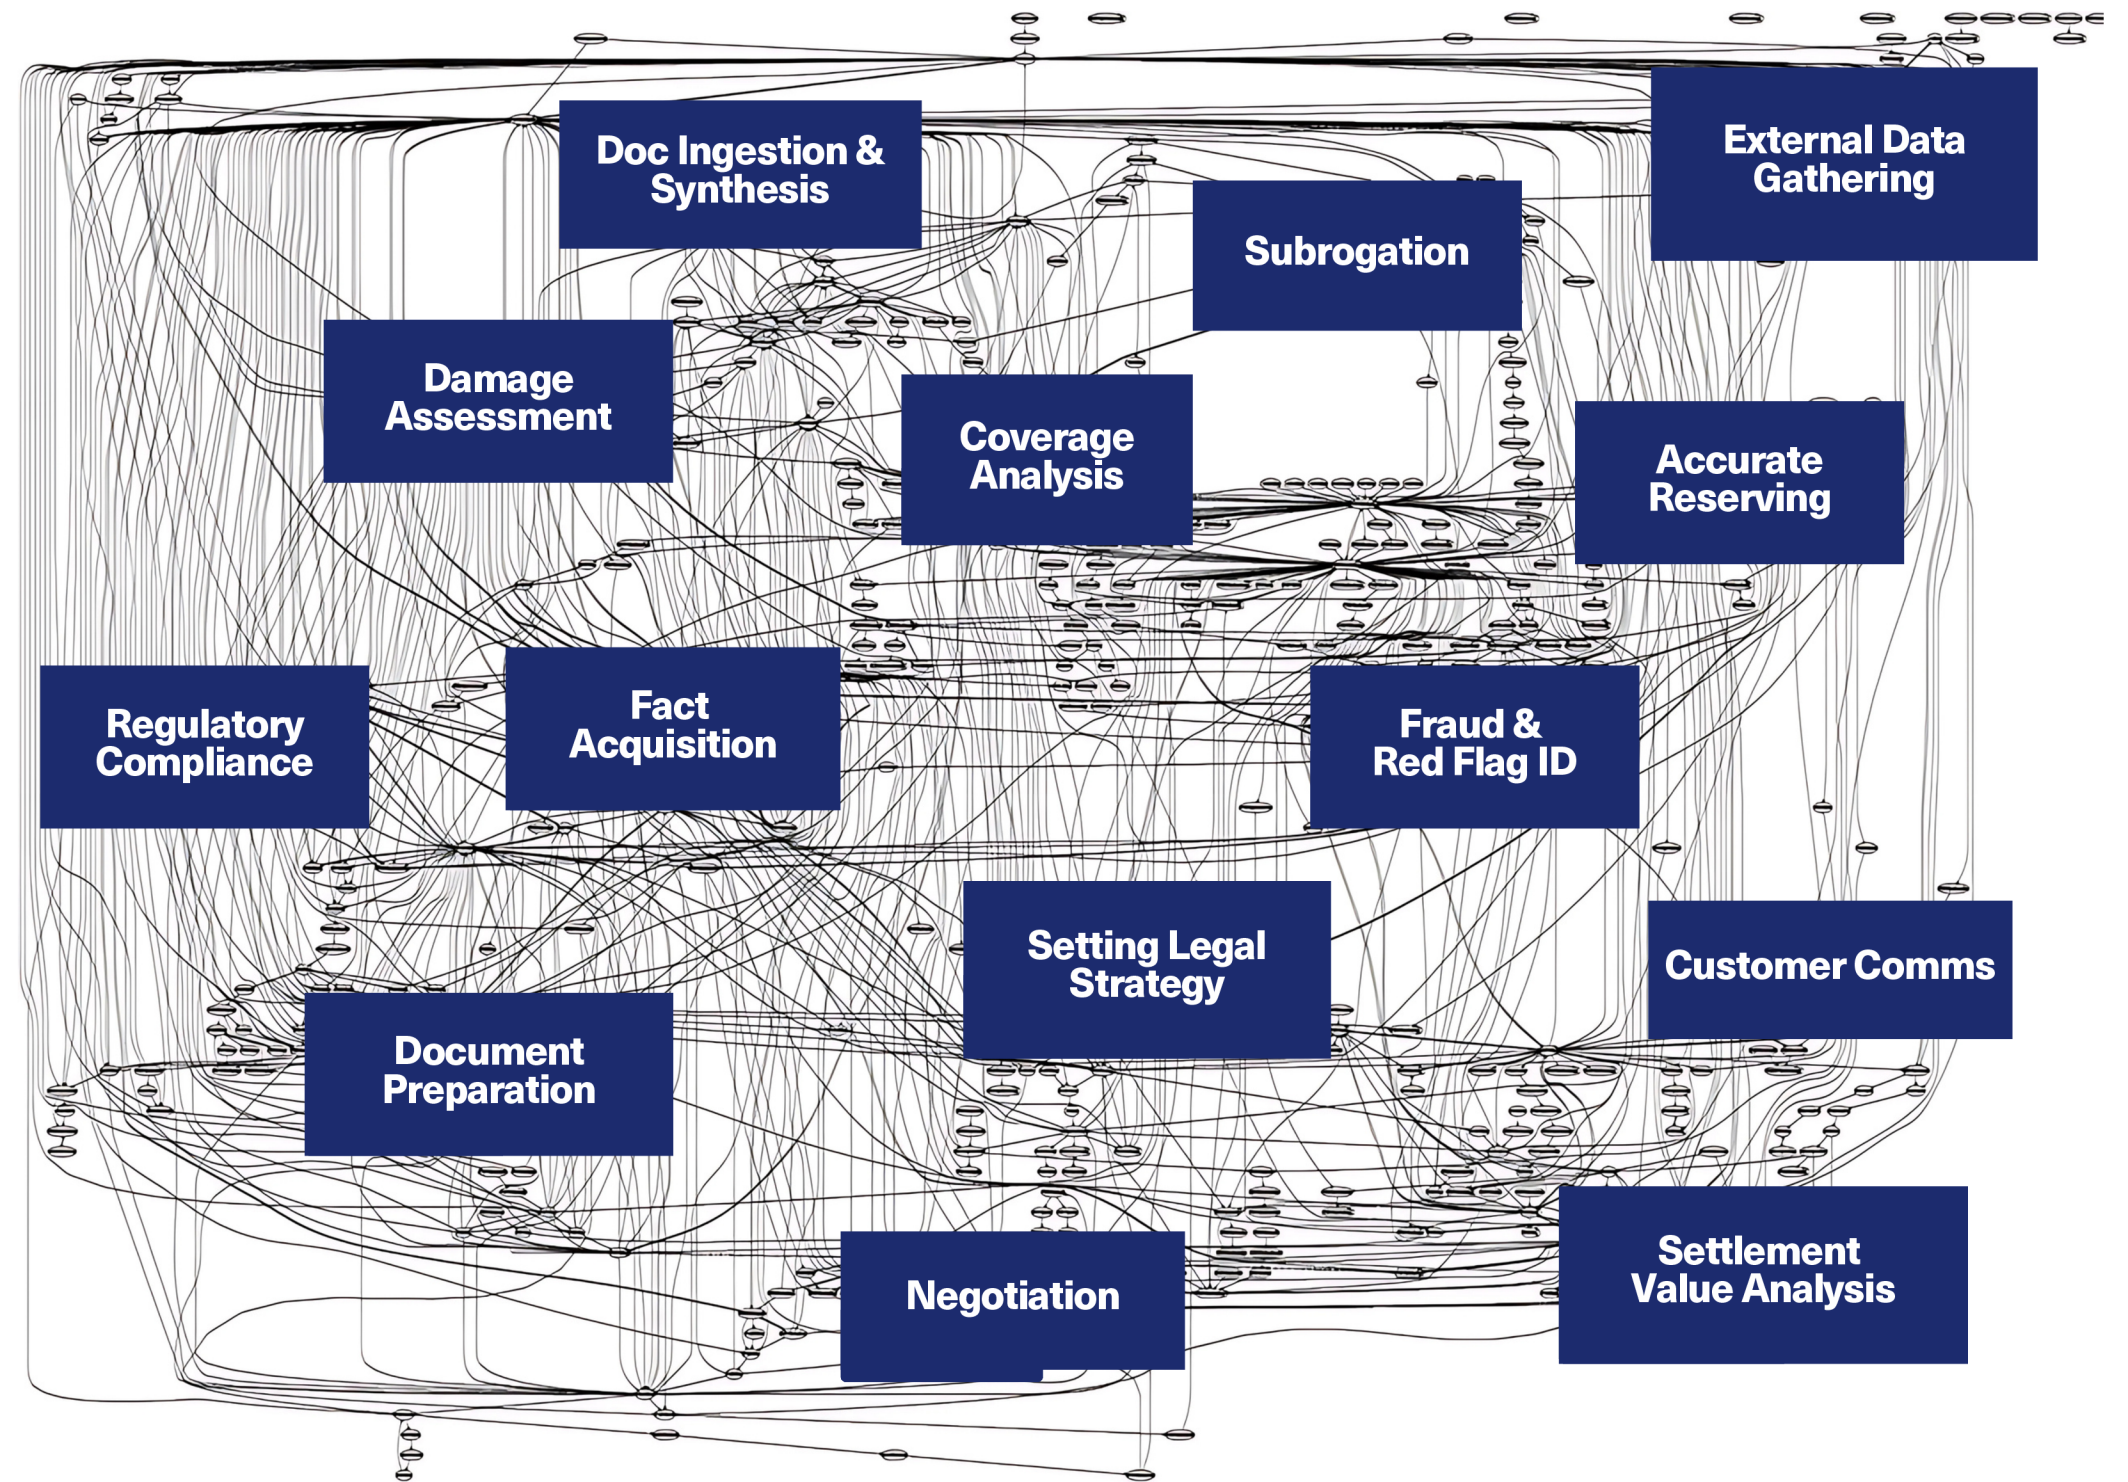 Doc Ingestion &
Synthesis
External Data
Gathering
Subrogation
Damage
Assessment
Coverage
Analysis
Accurate
Reserving
Regulatory
Compliance
Fact
Acquisition
Fraud &
Red Flag ID
Setting Legal
Strategy
Customer Comms
Document
Preparation
Negotiation
Settlement
Value Analysis